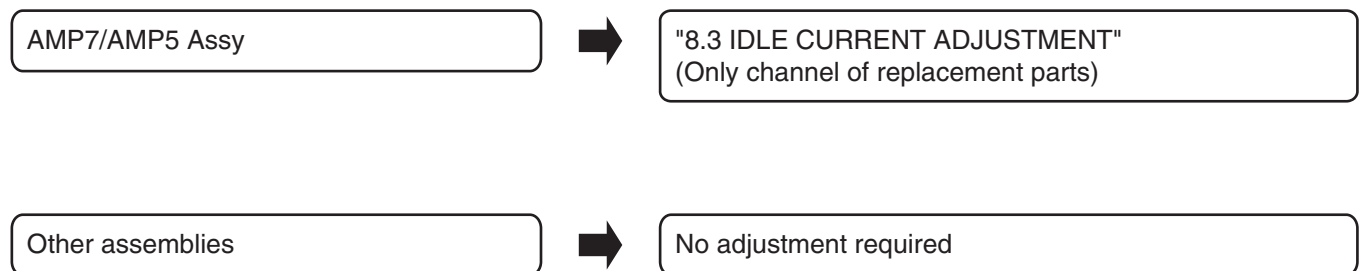 AMP7/AMP5 Assy
"8.3 IDLE CURRENT ADJUSTMENT"
(Only channel of replacement parts)
Other assemblies
No adjustment required